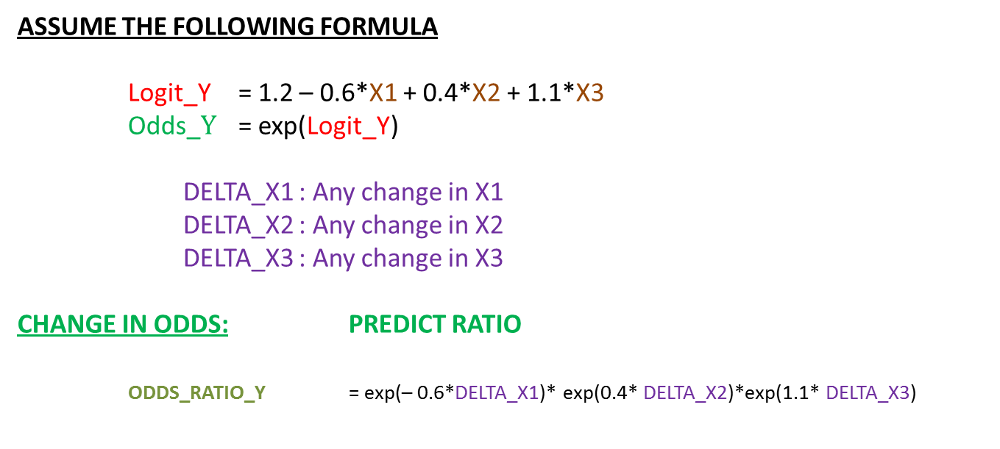 ASSUME THE FOLLOWING FORMULA
Logit_Y = 1.2 – 0.6*X1 + 0.4*X2 + 1.1*X3
Odds_Y = exp(Logit_Y)
DELTA_X1 : Any change in X1
DELTA_X2 : Any change in X2
DELTA_X3 : Any change in X3
CHANGE IN ODDS: PREDICT RATIO
ODDS_RATIO_Y = exp(– 0.6*DELTA_X1)* exp(0.4* DELTA_X2)*exp(1.1* DELTA_X3)